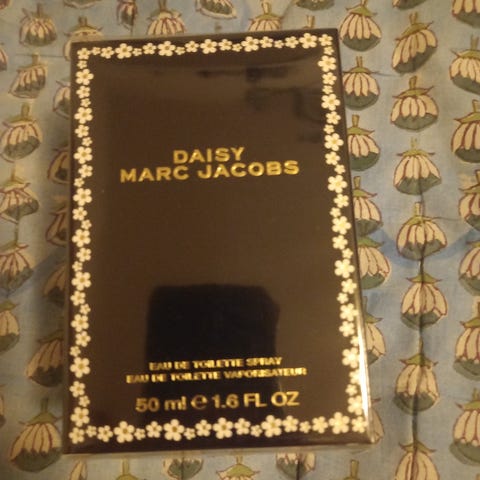 DAISY
MARC JACOBS
EAU DE TOILETTE SPRAY
EAU DE TOILETTE VAPORISATEUR
50 ml ℮ 1.6 FL OZ